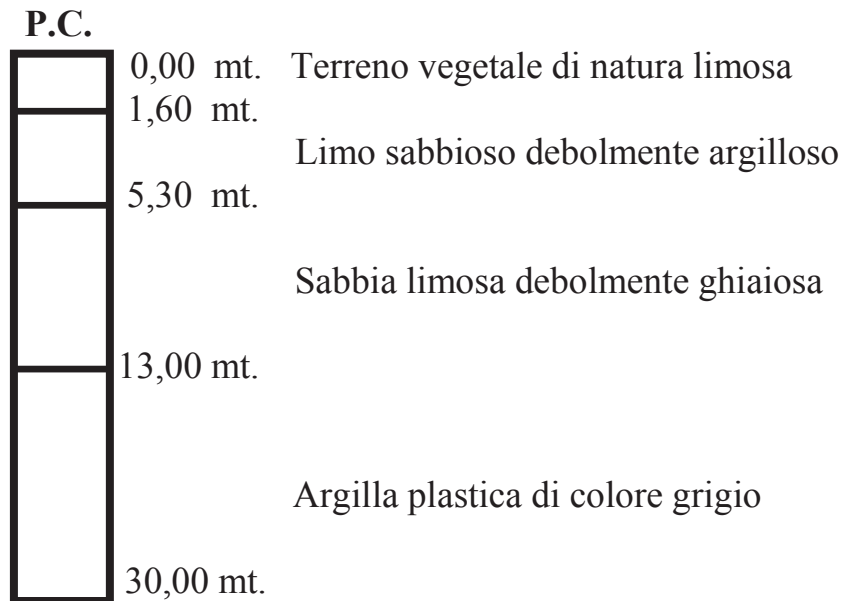 P.C.
0,00 mt. Terreno vegetale di natura limosa
1,60 mt.
Limo sabbioso debolmente argilloso
5,30 mt.
Sabbia limosa debolmente ghiaiosa
13,00 mt.
Argilla plastica di colore grigio
30,00 mt.